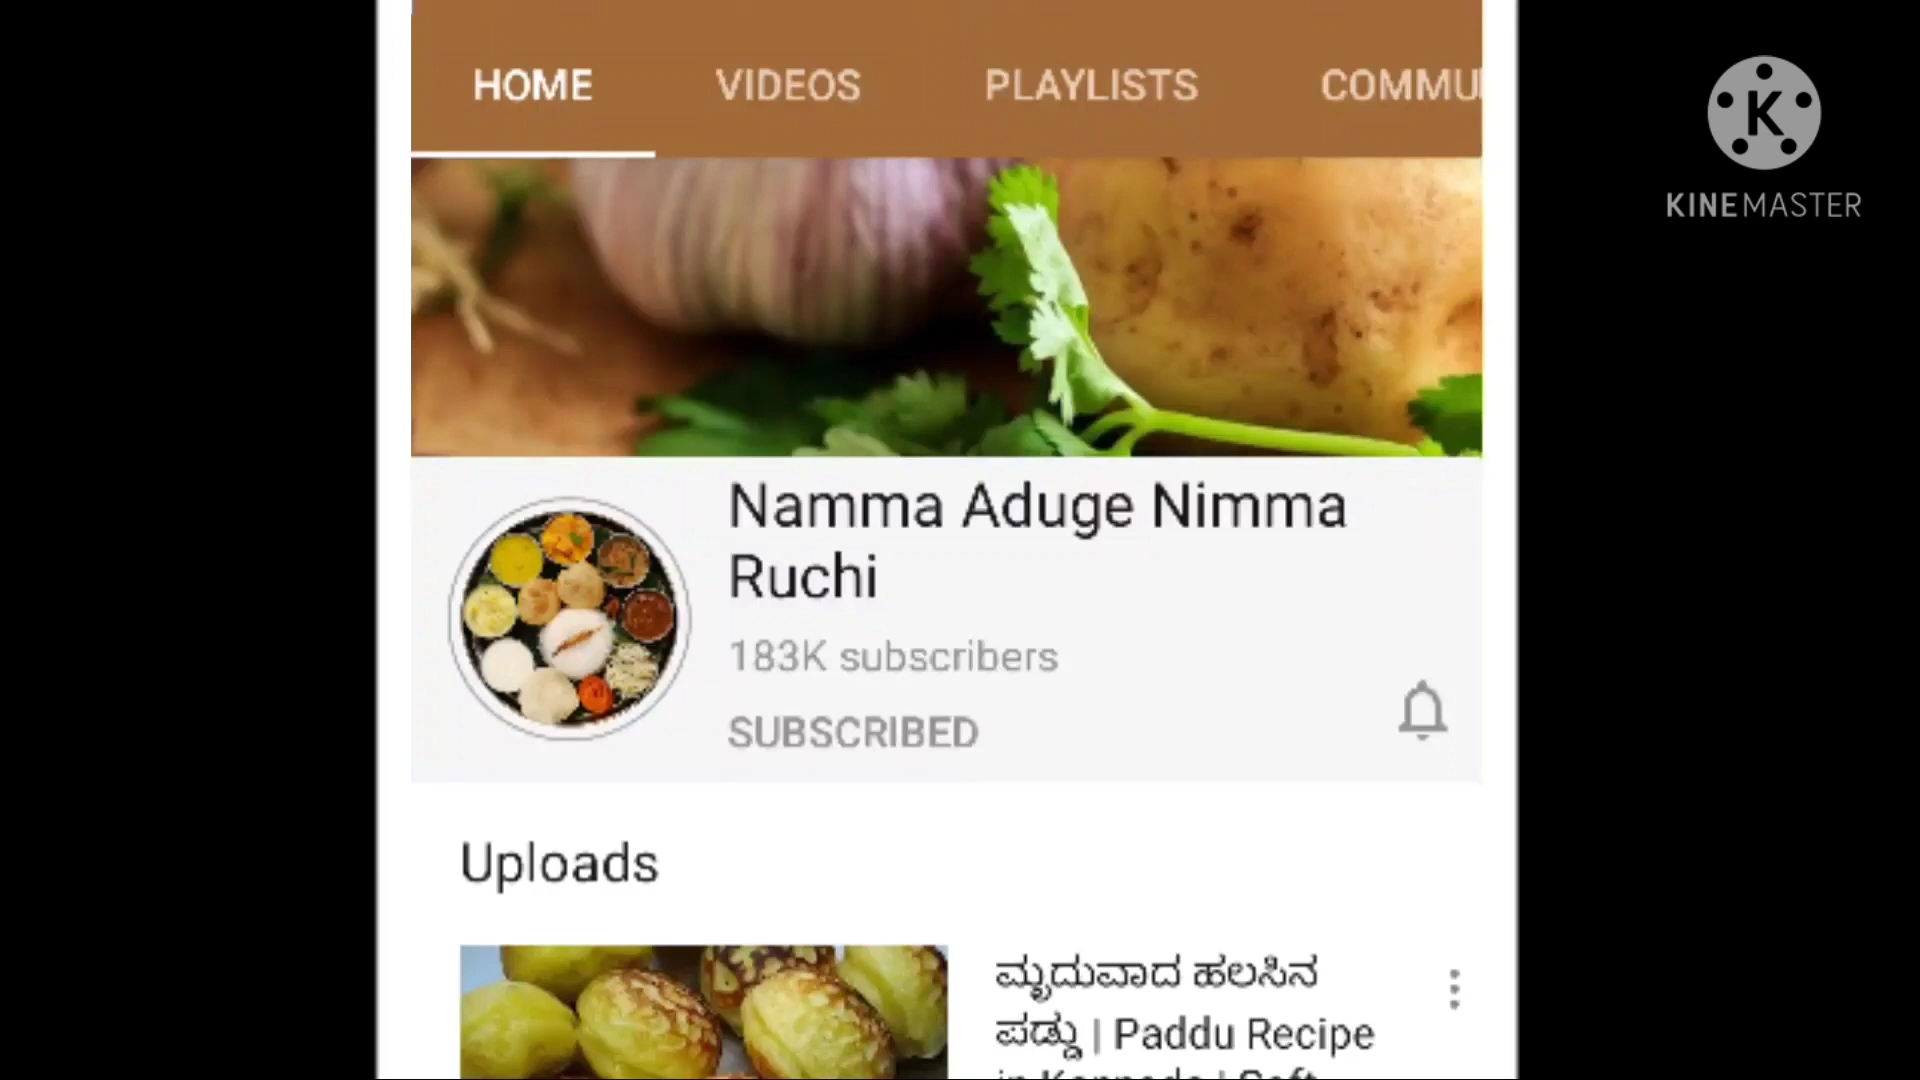 HOME VIDEOS PLAYLISTS COMMU
K
KINEMASTER
Namma Aduge Nimma
Ruchi
183K subscribers
SUBSCRIBED
Uploads
ಮೃದುವಾದ ಹಲಸಿನ
ಪಡ್ಡು | Paddu Recipe